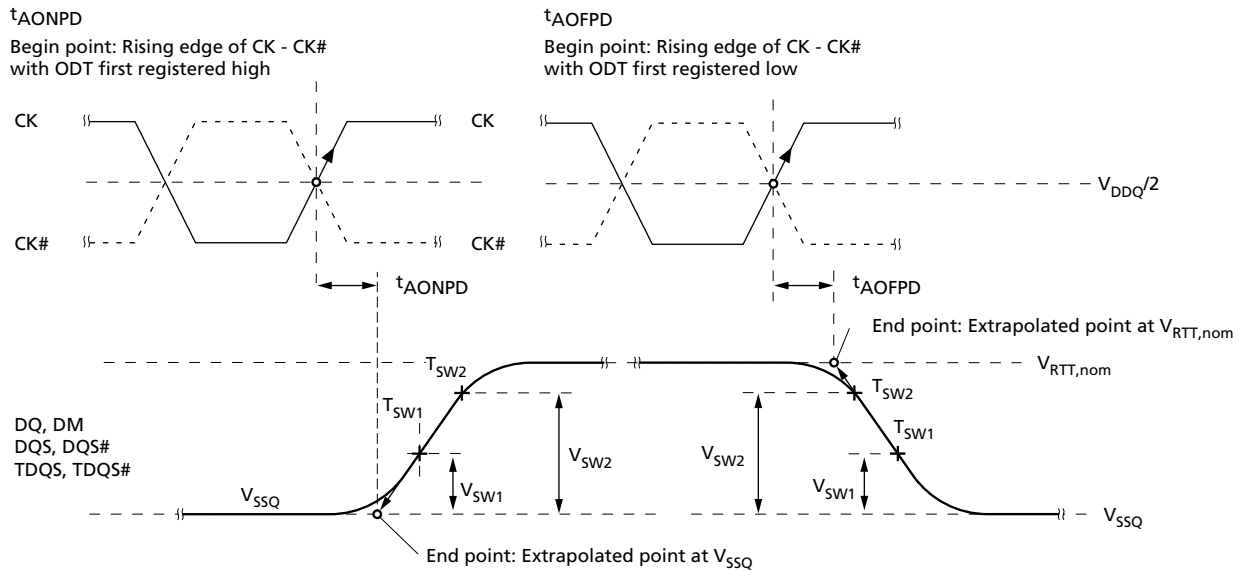 tAONPD
Begin point: Rising edge of CK - CK#
with ODT first registered high
tAOFPD
Begin point: Rising edge of CK - CK#
with ODT first registered low
CK
CK
VDDQ/2
CK#
CK#
tAONPD
tAOFPD
End point: Extrapolated point at VRTT,nom
TSW2
VRTT,nom
TSW2
TSW1
TSW1
DQ, DM
DQS, DQS#
TDQS, TDQS#
VSW2
VSW2
VSW1
VSW1
VSSQ
VSSQ
End point: Extrapolated point at VSSQ